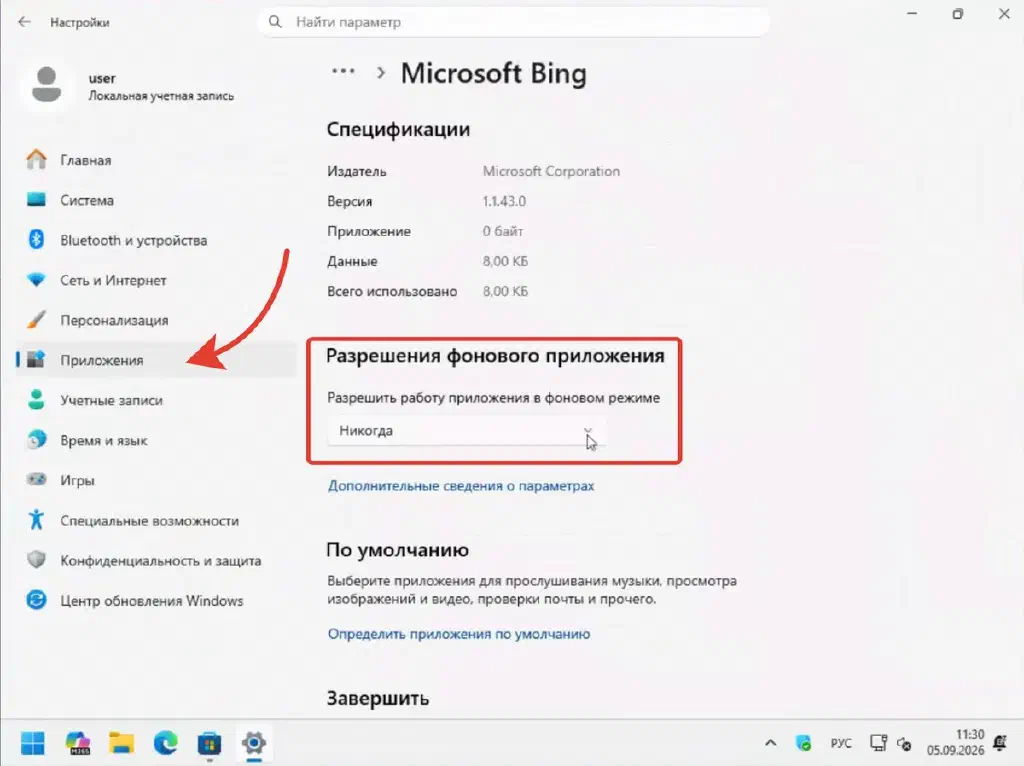 Настройки
Найти параметр
user
Локальная учетная запись
Главная
Система
Bluetooth и устройства
Сеть и Интернет
Персонализация
Приложения
Учетные записи
Время и язык
Игры
Специальные возможности
Конфиденциальность и защита
Центр обновления Windows
··· › Microsoft Bing
Спецификации
Издатель Microsoft Corporation
Версия 1.1.43.0
Приложение 0 байт
Данные 8,00 КБ
Всего использовано 8,00 КБ
Разрешения фонового приложения
Разрешить работу приложения в фоновом режиме
Никогда
Дополнительные сведения о параметрах
По умолчанию
Выберите приложения для прослушивания музыки, просмотра
изображений и видео, проверки почты и прочего.
Определить приложения по умолчанию
Завершить
M365
РУС
11:30
05.09.2026